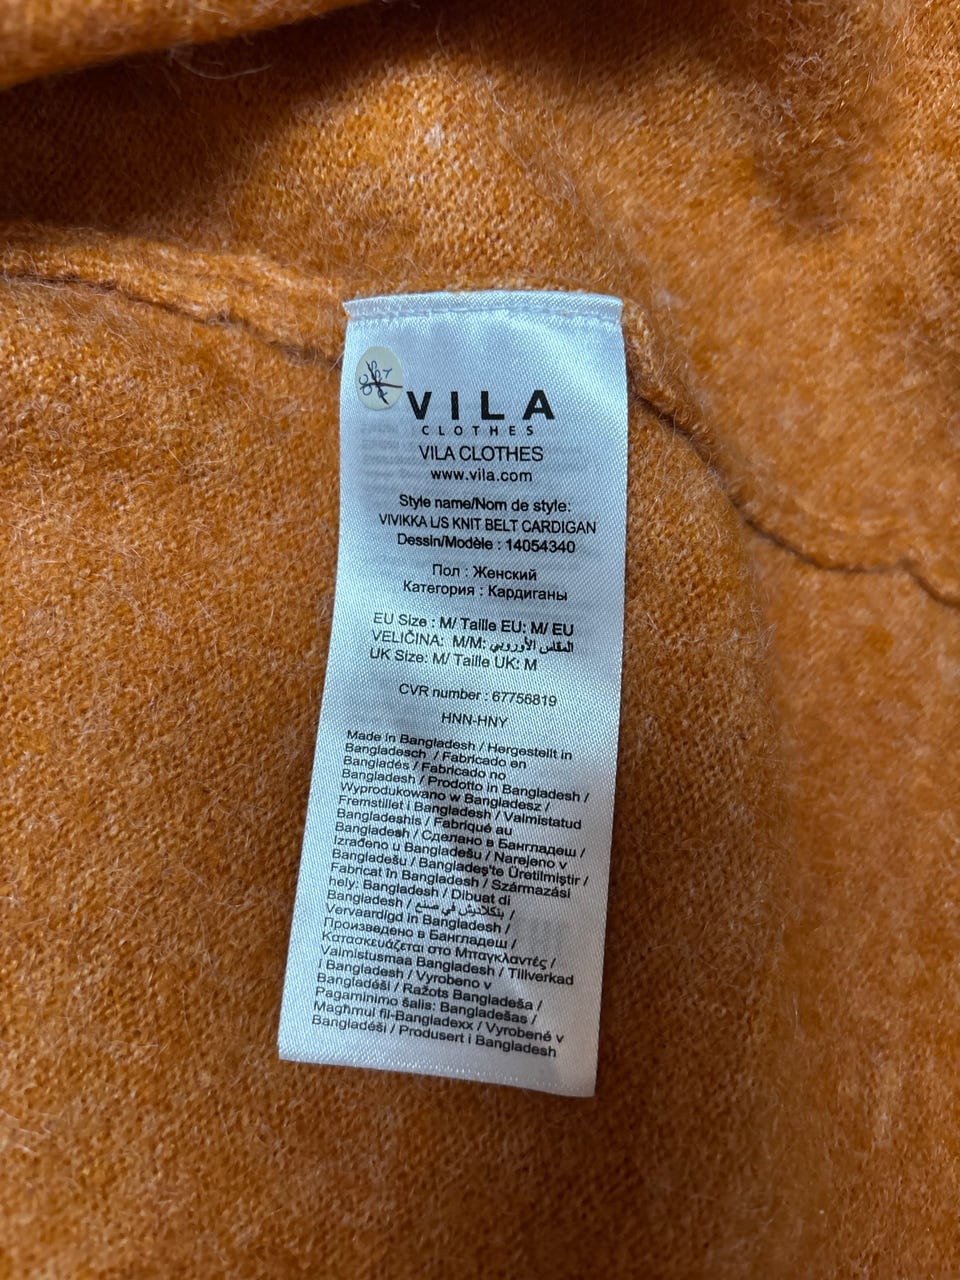 VILA
CLOTHES
VILA CLOTHES
www.vila.com
Style name/Nom de style:
VIVIKKA L/S KNIT BELT CARDIGAN
Dessin/Modèle : 14054340
Пол : Женский
Категория : Кардиганы
EU Size : M/ Taille EU: M/ EU
VELIČINA: M/M: المقاس الأوروبي
UK Size: M/ Taille UK: M
CVR number : 67756819
HNN-HNY
Made in Bangladesh / Hergestellt in
Bangladesch / Fabricado en
Bangladés / Fabricado no
Bangladesh / Prodotto in Bangladesh /
Wyprodukowano w Bangladesz /
Fremstillet i Bangladesh / Valmistatud
Bangladeshis / Fabriqué au
Bangladesh / Сделано в Бангладеш /
Izrađeno u Bangladešu / Narejeno v
Bangladešu / Bangladeş'te Üretilmiştir /
Fabricat în Bangladesh / Származási
hely: Bangladesh / Dibuat di
Bangladesh / بنكلاديش في صنع /
Vervaardigd in Bangladesh /
Произведено в Бангладеш /
Κατασκευάζεται στο Μπαγκλαντές /
Valmistusmaa Bangladesh / Tillverkad
i Bangladesh / Vyrobeno v
Bangladéši / Ražots Bangladeša /
Pagaminimo šalis: Bangladešas /
Magħmul fil-Bangladexx / Vyrobené v
Bangladéši / Produsert i Bangladesh